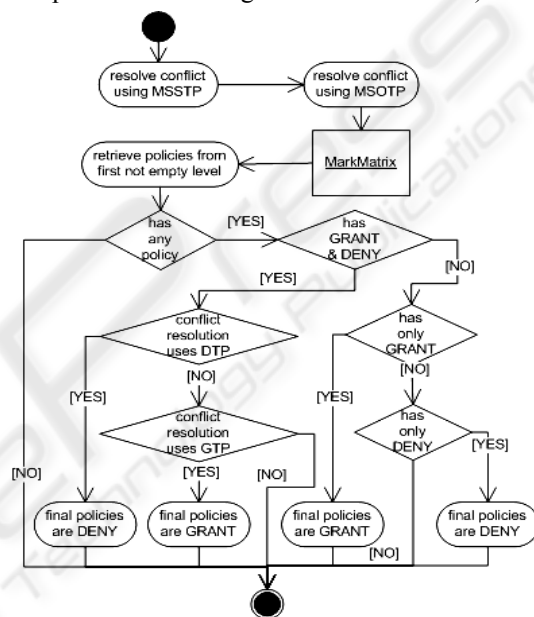 resolve conflict
using MSSTP
resolve conflict
using MSOTP
MarkMatrix
retrieve policies from
first not empty level
has
any
policy
[YES]
has
GRANT
& DENY
[YES]
[NO]
conflict
resolution
uses DTP
has
only
GRANT
[YES]
[NO]
[YES]
[NO]
conflict
resolution
uses GTP
has
only
DENY
[NO]
[YES]
[NO]
[YES]
final policies
are DENY
final policies
are GRANT
final policies
are GRANT
final policies
are DENY
[NO]